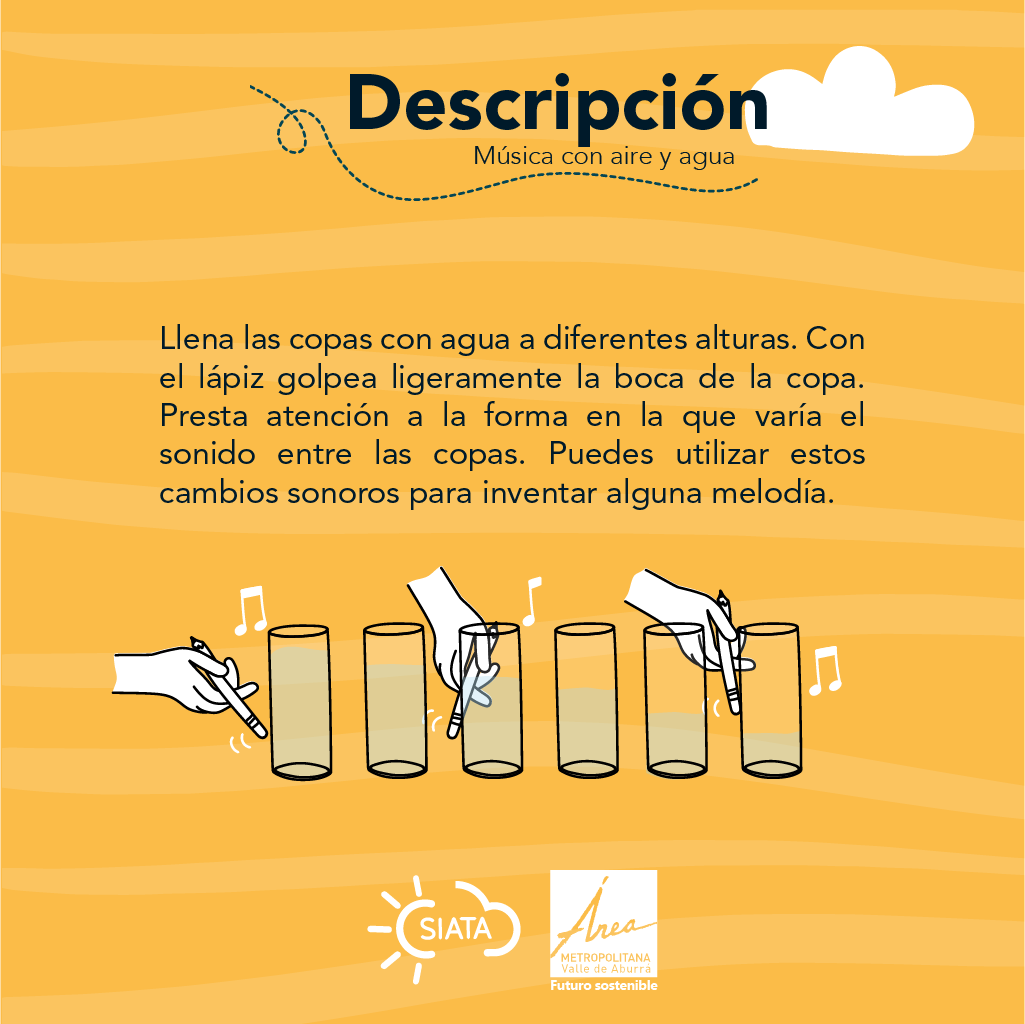 Descripción
Música con aire y agua
Llena las copas con agua a diferentes alturas. Con
el lápiz golpea ligeramente la boca de la copa.
Presta atención a la forma en la que varía el
sonido entre las copas. Puedes utilizar estos
cambios sonoros para inventar alguna melodía.
SIATA
Área
METROPOLITANA
Valle de Aburrá
Futuro sostenible